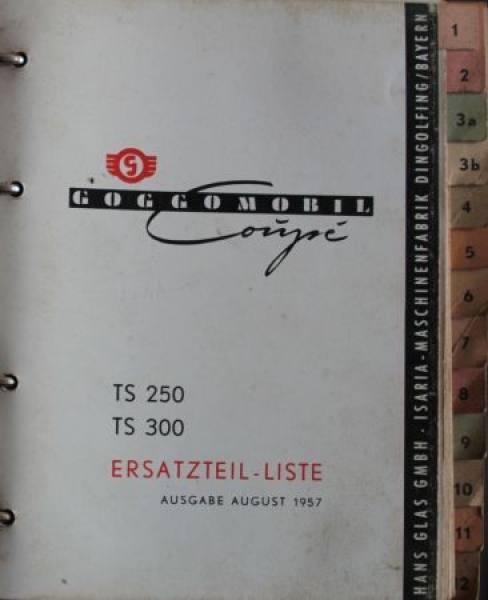 G
GOGGOMOBIL
Coupé
TS 250
TS 300
ERSATZTEIL-LISTE
AUSGABE AUGUST 1957
HANS GLAS GMBH · ISARIA-MASCHINENFABRIK DINGOLFING/BAYERN
1
2
3a
3b
4
5
6
7
8
9
10
11
12